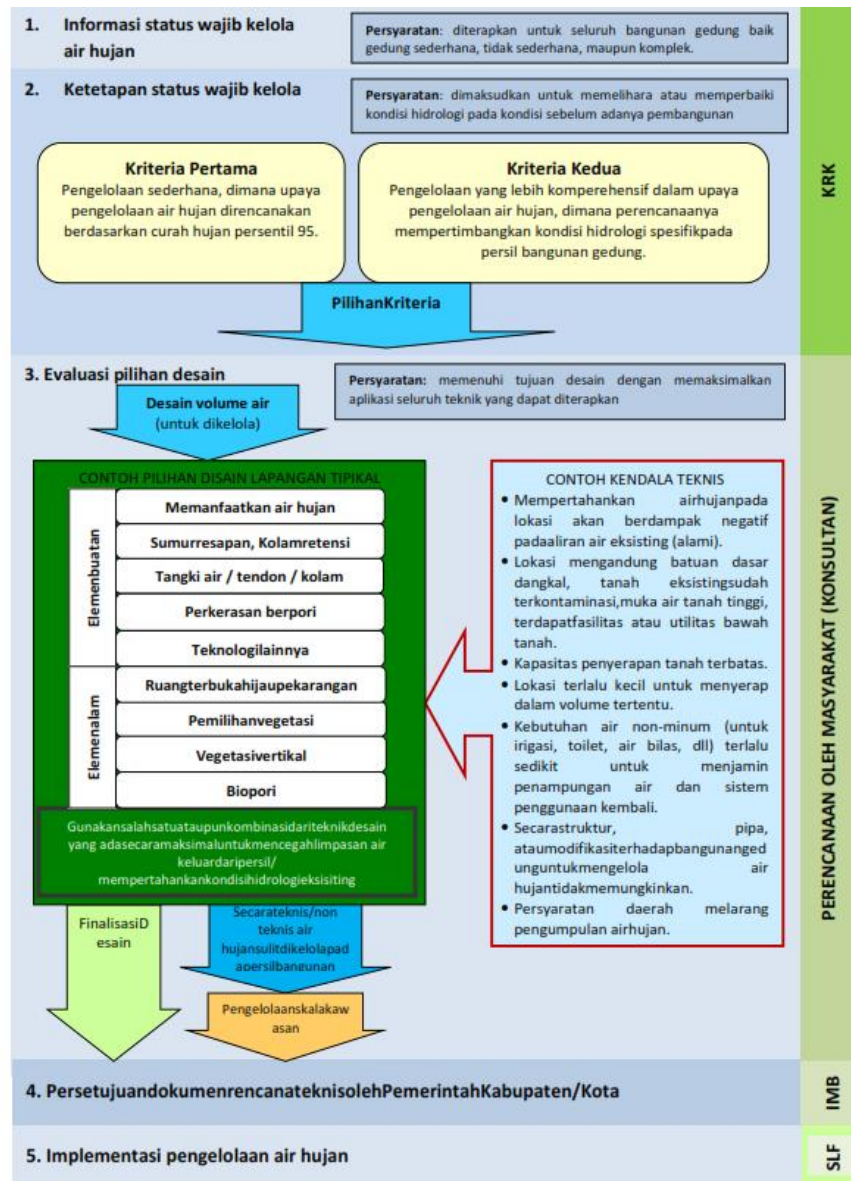 1. Informasi status wajib kelola
air hujan
Persyaratan: diterapkan untuk seluruh bangunan gedung baik
gedung sederhana, tidak sederhana, maupun komplek.
2. Ketetapan status wajib kelola
Persyaratan: dimaksudkan untuk memelihara atau memperbaiki
kondisi hidrologi pada kondisi sebelum adanya pembangunan
Kriteria Pertama
Pengelolaan sederhana, dimana upaya
pengelolaan air hujan direncanakan
berdasarkan curah hujan persentil 95.
Kriteria Kedua
Pengelolaan yang lebih komperehensif dalam upaya
pengelolaan air hujan, dimana perencanaanya
mempertimbangkan kondisi hidrologi spesifikpada
persil bangunan gedung.
PilihanKriteria
KRK
3. Evaluasi pilihan desain
Persyaratan: memenuhi tujuan desain dengan memaksimalkan
aplikasi seluruh teknik yang dapat diterapkan
Desain volume air
(untuk dikelola)
CONTOH PILIHAN DISAIN LAPANGAN TIPIKAL
Elemenbuatan
Memanfaatkan air hujan
Sumurresapan, Kolamretensi
Tangki air / tendon / kolam
Perkerasan berpori
Teknologilainnya
Elemenalam
Ruangterbukahijaupekarangan
Pemilihanvegetasi
Vegetasivertikal
Biopori
Gunakansalahsatuataupunkombinasidariteknikdesain
yang adasecaramaksimaluntukmencegahlimpasan air
keluardaripersil/
mempertahankankondisihidrologieksisiting
CONTOH KENDALA TEKNIS
• Mempertahankan airhujanpada
lokasi akan berdampak negatif
padaaliran air eksisting (alami).
• Lokasi mengandung batuan dasar
dangkal, tanah eksistingsudah
terkontaminasi,muka air tanah tinggi,
terdapatfasilitas atau utilitas bawah
tanah.
• Kapasitas penyerapan tanah terbatas.
• Lokasi terlalu kecil untuk menyerap
dalam volume tertentu.
• Kebutuhan air non-minum (untuk
irigasi, toilet, air bilas, dll) terlalu
sedikit untuk menjamin
penampungan air dan sistem
penggunaan kembali.
• Secarastruktur, pipa,
ataumodifikasiterhadapbangunanged
unguntukmengelola air
hujantidakmemungkinkan.
• Persyaratan daerah melarang
pengumpulan airhujan.
FinalisasiD
esain
Secarateknis/non
teknis air
hujansulitdikelolapad
apersilbangunan
Pengelolaanskalakaw
asan
PERENCANAAN OLEH MASYARAKAT (KONSULTAN)
4. PersetujuandokumenrencanateknisolehPemerintahKabupaten/Kota
IMB
5. Implementasi pengelolaan air hujan
SLF